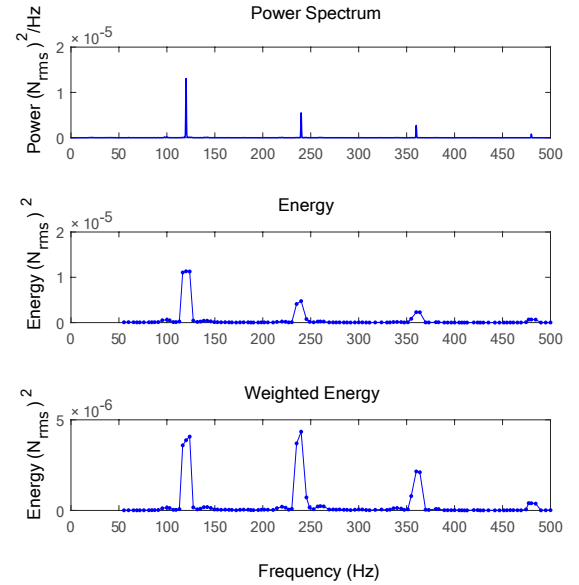 Power Spectrum
Power (N_rms)^2/Hz
× 10^-5
2
1
0
0 50 100 150 200 250 300 350 400 450 500
Energy
Energy (N_rms)^2
× 10^-5
2
1
0
0 50 100 150 200 250 300 350 400 450 500
Weighted Energy
Energy (N_rms)^2
× 10^-6
5
0
0 50 100 150 200 250 300 350 400 450 500
Frequency (Hz)